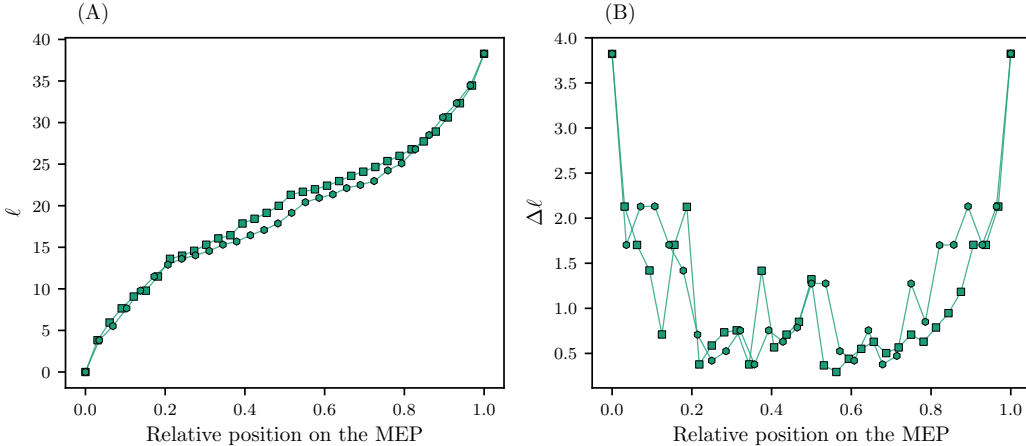 (A)
40
35
30
25
20
15
10
5
0
ℓ
0.0 0.2 0.4 0.6 0.8 1.0
Relative position on the MEP
(B)
4.0
3.5
3.0
2.5
2.0
1.5
1.0
0.5
Δℓ
0.0 0.2 0.4 0.6 0.8 1.0
Relative position on the MEP